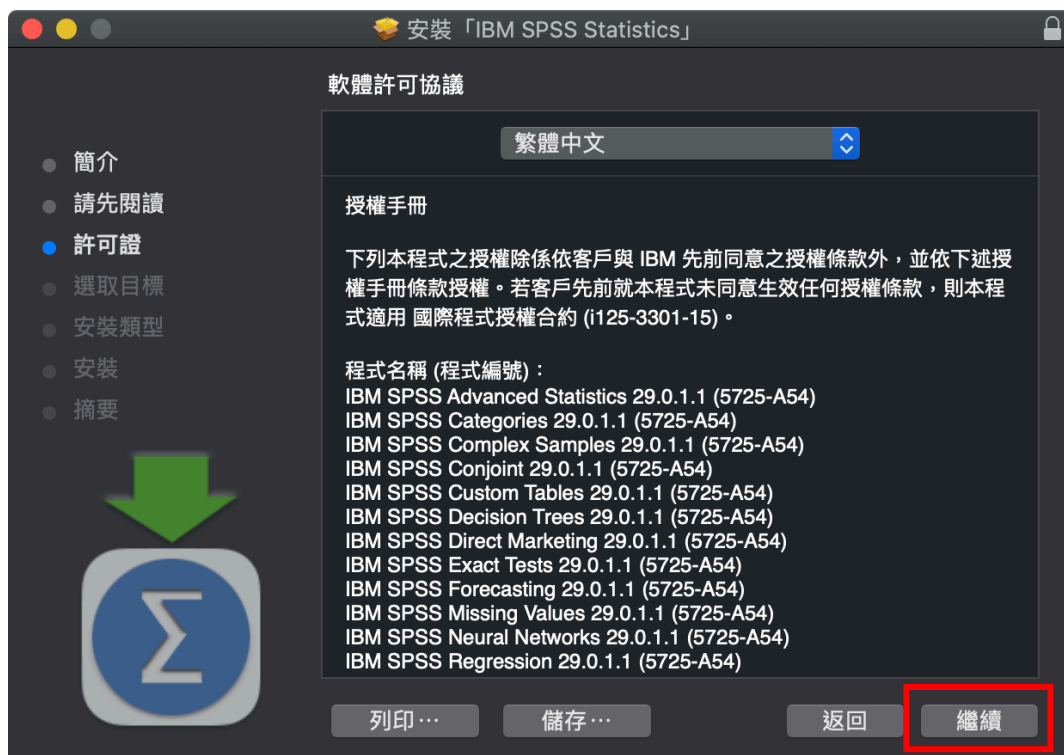 安裝「IBM SPSS Statistics」
軟體許可協議
簡介
請先閱讀
許可證
選取目標
安裝類型
安裝
摘要
繁體中文
授權手冊
下列本程式之授權除係依客戶與 IBM 先前同意之授權條款外，並依下述授
權手冊條款授權。若客戶先前就本程式未同意生效任何授權條款，則本程
式適用 國際程式授權合約 (i125-3301-15)。
程式名稱 (程式編號)：
IBM SPSS Advanced Statistics 29.0.1.1 (5725-A54)
IBM SPSS Categories 29.0.1.1 (5725-A54)
IBM SPSS Complex Samples 29.0.1.1 (5725-A54)
IBM SPSS Conjoint 29.0.1.1 (5725-A54)
IBM SPSS Custom Tables 29.0.1.1 (5725-A54)
IBM SPSS Decision Trees 29.0.1.1 (5725-A54)
IBM SPSS Direct Marketing 29.0.1.1 (5725-A54)
IBM SPSS Exact Tests 29.0.1.1 (5725-A54)
IBM SPSS Forecasting 29.0.1.1 (5725-A54)
IBM SPSS Missing Values 29.0.1.1 (5725-A54)
IBM SPSS Neural Networks 29.0.1.1 (5725-A54)
IBM SPSS Regression 29.0.1.1 (5725-A54)
Σ
列印⋯
儲存⋯
返回
繼續